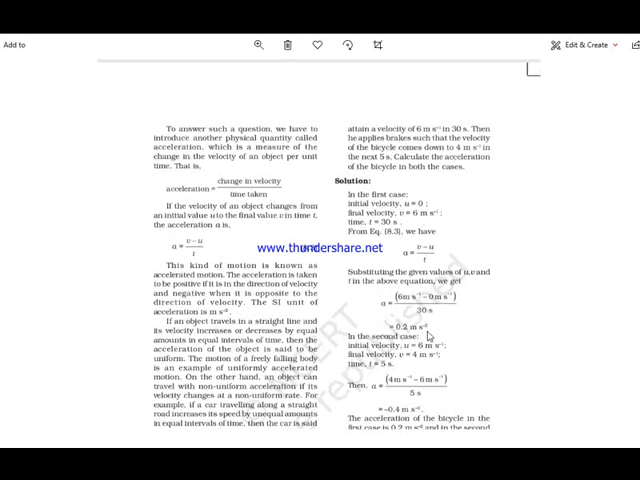 Add to
Edit & Create
To answer such a question, we have to
introduce another physical quantity called
acceleration, which is a measure of the
change in the velocity of an object per unit
time. That is,
acceleration = change in velocity / time taken
If the velocity of an object changes from
an initial value u to the final value v in time t,
the acceleration a is,
a = v – u / t
www.thundershare.net
This kind of motion is known as
accelerated motion. The acceleration is taken
to be positive if it is in the direction of velocity
and negative when it is opposite to the
direction of velocity. The SI unit of
acceleration is m s⁻².
If an object travels in a straight line and
its velocity increases or decreases by equal
amounts in equal intervals of time, then the
acceleration of the object is said to be
uniform. The motion of a freely falling body
is an example of uniformly accelerated
motion. On the other hand, an object can
travel with non-uniform acceleration if its
velocity changes at a non-uniform rate. For
example, if a car travelling along a straight
road increases its speed by unequal amounts
in equal intervals of time, then the car is said
attain a velocity of 6 m s⁻¹ in 30 s. Then
he applies brakes such that the velocity
of the bicycle comes down to 4 m s⁻¹ in
the next 5 s. Calculate the acceleration
of the bicycle in both the cases.
Solution:
In the first case:
initial velocity, u = 0 ;
final velocity, v = 6 m s⁻¹ ;
time, t = 30 s .
From Eq. (8.3), we have
a = v – u / t
Substituting the given values of u,v and
t in the above equation, we get
a = (6 m s⁻¹ – 0 m s⁻¹) / 30 s
= 0.2 m s⁻²
In the second case:
initial velocity, u = 6 m s⁻¹;
final velocity, v = 4 m s⁻¹;
time, t = 5 s.
Then, a = (4 m s⁻¹ – 6 m s⁻¹) / 5 s
= –0.4 m s⁻² .
The acceleration of the bicycle in the
first case is 0.2 m s⁻² and in the second